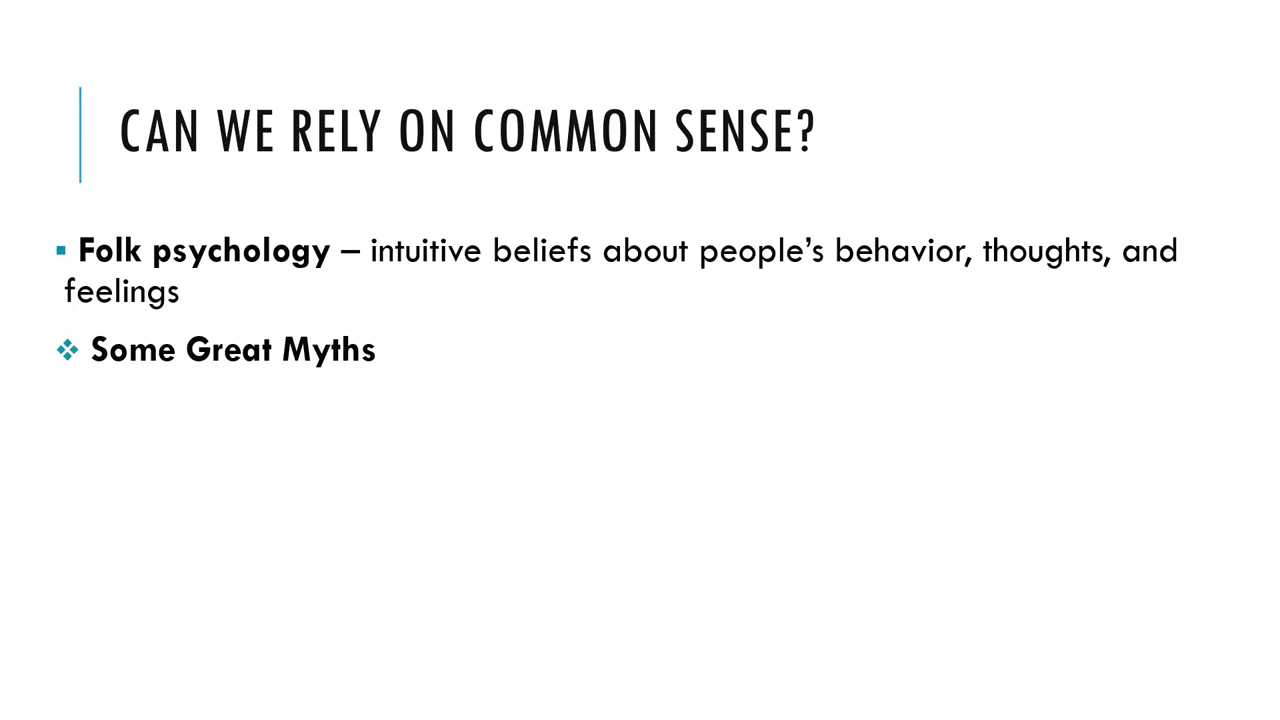 CAN WE RELY ON COMMON SENSE?
▪ Folk psychology – intuitive beliefs about people’s behavior, thoughts, and
feelings
❖ Some Great Myths